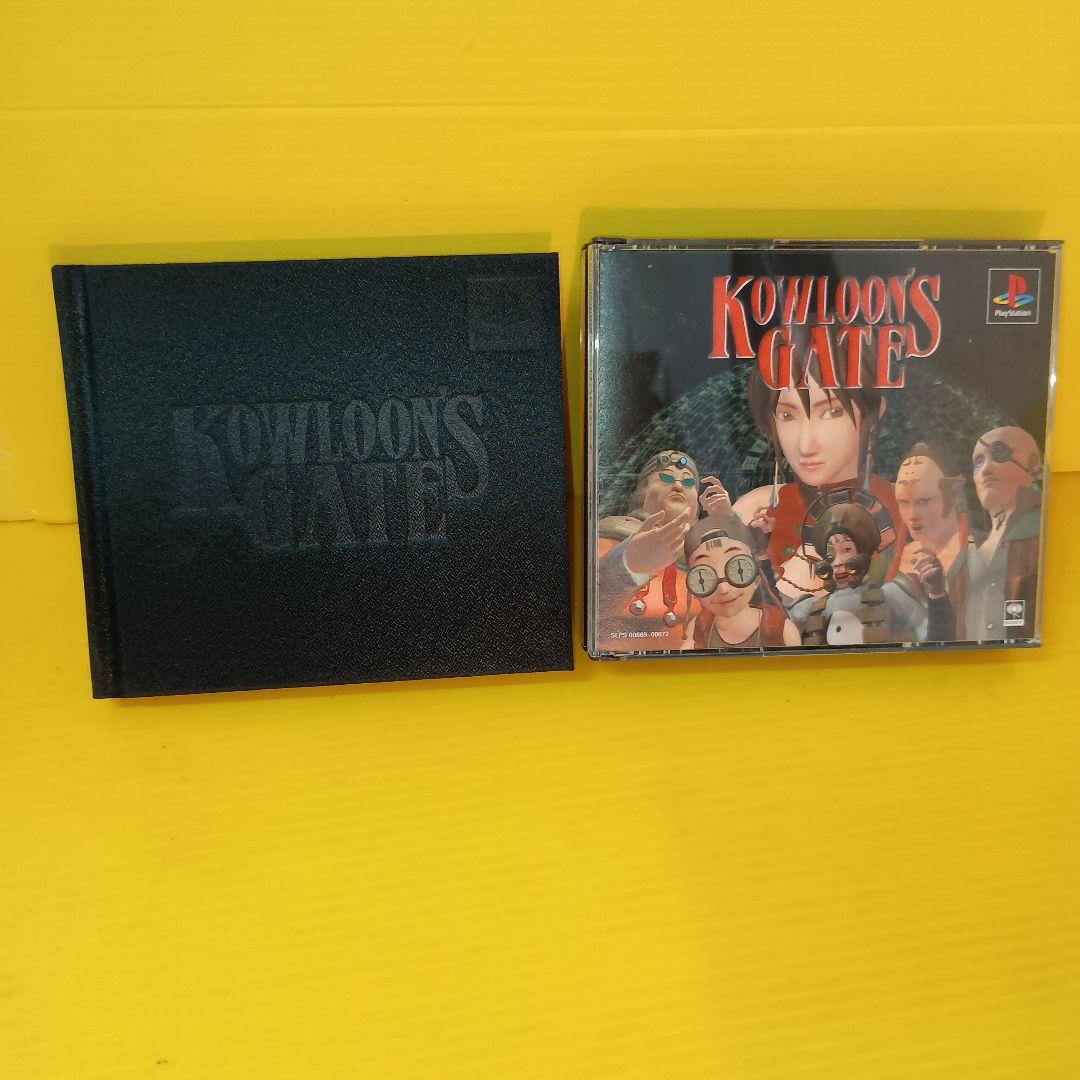 KOWLOON'S
GATE
KOWLOON'S
GATE
PlayStation
SLPS 00669~00672